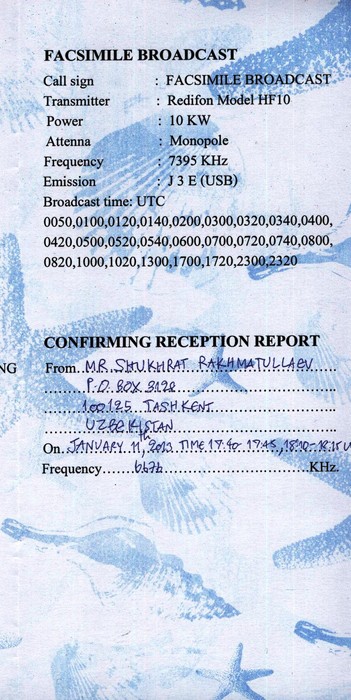 FACSIMILE BROADCAST
Call sign : FACSIMILE BROADCAST
Transmitter : Redifon Model HF10
Power : 10 KW
Attenna : Monopole
Frequency : 7395 KHz
Emission : J 3 E (USB)
Broadcast time: UTC
0050,0100,0120,0140,0200,0300,0320,0340,0400,
0420,0500,0520,0540,0600,0700,0720,0740,0800,
0820,1000,1020,1300,1700,1720,2300,2320
CONFIRMING RECEPTION REPORT
NG
From MR. SHUKHRAT RAKHMATULLAEV
P.O. BOX 3128
100125 TASHKENT
UZBEKISTAN
On. JANUARY 11th, 2013 TIME 17.40-17.45, 18.10-18.15 U
Frequency 6676 KHz.